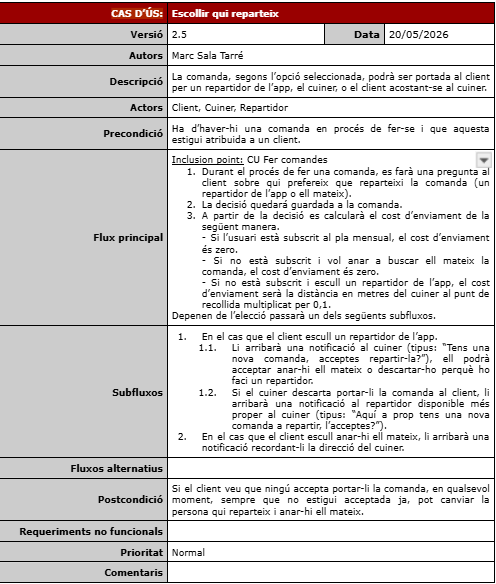 CAS D'ÚS: Escollir qui reparteix
Versió 2.5 Data 20/05/2026
Autors Marc Sala Tarré
Descripció
La comanda, segons l'opció seleccionada, podrà ser portada al client
per un repartidor de l'app, el cuiner, o el client acostant-se al cuiner.
Actors Client, Cuiner, Repartidor
Precondició
Ha d'haver-hi una comanda en procés de fer-se i que aquesta
estigui atribuida a un client.
Flux principal
Inclusion point: CU Fer comandes
1. Durant el procés de fer una comanda, es farà una pregunta al
client sobre qui prefereix que reparteixi la comanda (un
repartidor de l'app o ell mateix).
2. La decisió quedarà guardada a la comanda.
3. A partir de la decisió es calcularà el cost d'enviament de la
següent manera.
- Si l'usuari està subscrit al pla mensual, el cost d'enviament
és zero.
- Si no està subscrit i vol anar a buscar ell mateix la
comanda, el cost d'enviament és zero.
- Si no està subscrit i escull un repartidor de l'app, el cost
d'enviament serà la distància en metres del cuiner al punt de
recollida multiplicat per 0,1.
Depenen de l'elecció passarà un dels següents subfluxos.
Subfluxos
1. En el cas que el client escull un repartidor de l'app.
1.1. Li arribarà una notificació al cuiner (tipus: "Tens una
nova comanda, acceptes repartir-la?"), ell podrà
acceptar anar-hi ell mateix o descartar-ho perquè ho
faci un repartidor.
1.2. Si el cuiner descarta portar-li la comanda al client, li
arribarà una notificació al repartidor disponible més
proper al cuiner (tipus: "Aquí a prop tens una nova
comanda a repartir, l'acceptes?").
2. En el cas que el client escull anar-hi ell mateix, li arribarà una
notificació recordant-li la direcció del cuiner.
Fluxos alternatius
Postcondició
Si el client veu que ningú accepta portar-li la comanda, en qualsevol
moment, sempre que no estigui acceptada ja, pot canviar la
persona qui reparteix i anar-hi ell mateix.
Requeriments no funcionals
Prioritat Normal
Comentaris